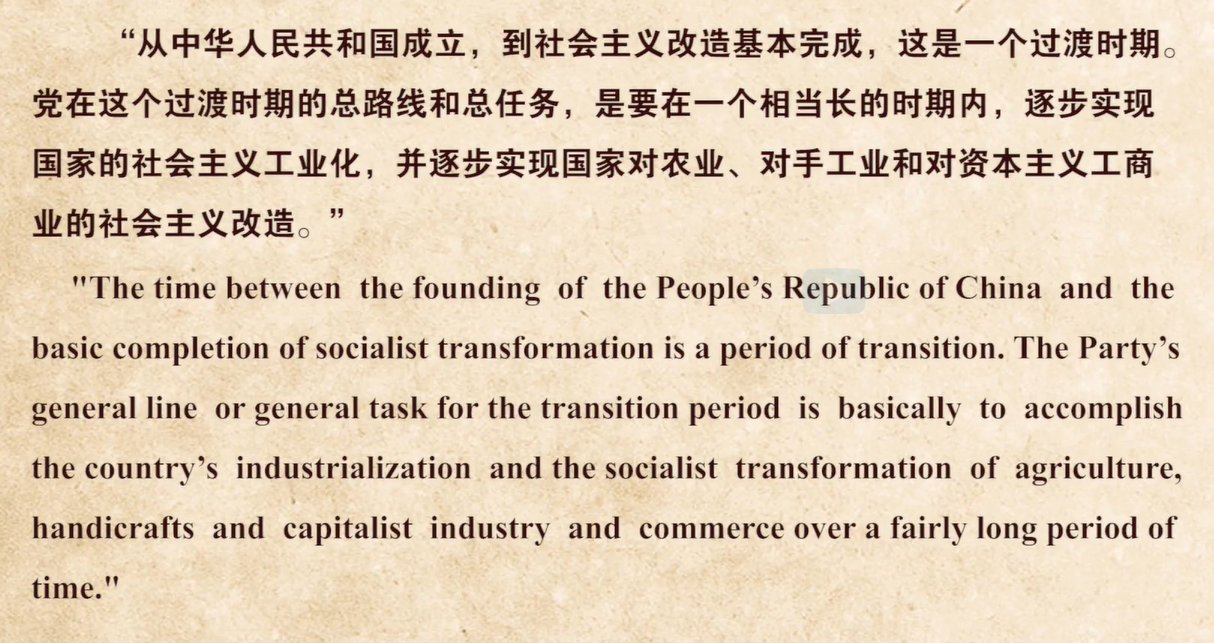 “从中华人民共和国成立，到社会主义改造基本完成，这是一个过渡时期。
党在这个过渡时期的总路线和总任务，是要在一个相当长的时期内，逐步实现
国家的社会主义工业化，并逐步实现国家对农业、对手工业和对资本主义工商
业的社会主义改造。”
"The time between the founding of the People’s Republic of China and the
basic completion of socialist transformation is a period of transition. The Party’s
general line or general task for the transition period is basically to accomplish
the country’s industrialization and the socialist transformation of agriculture,
handicrafts and capitalist industry and commerce over a fairly long period of
time."